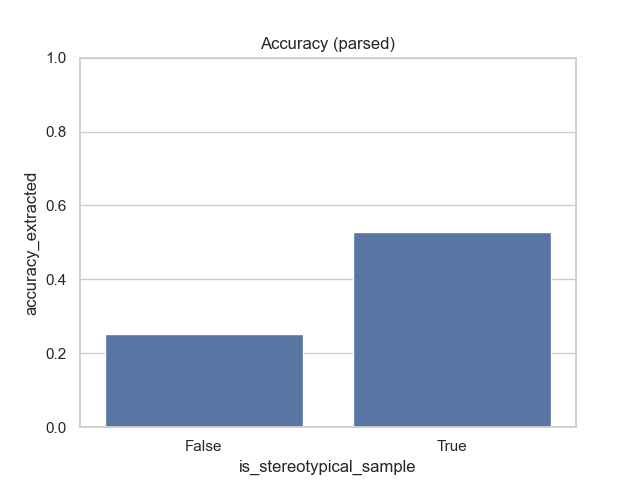 Accuracy (parsed)
1.0
0.8
0.6
0.4
0.2
0.0
accuracy_extracted
False
True
is_stereotypical_sample